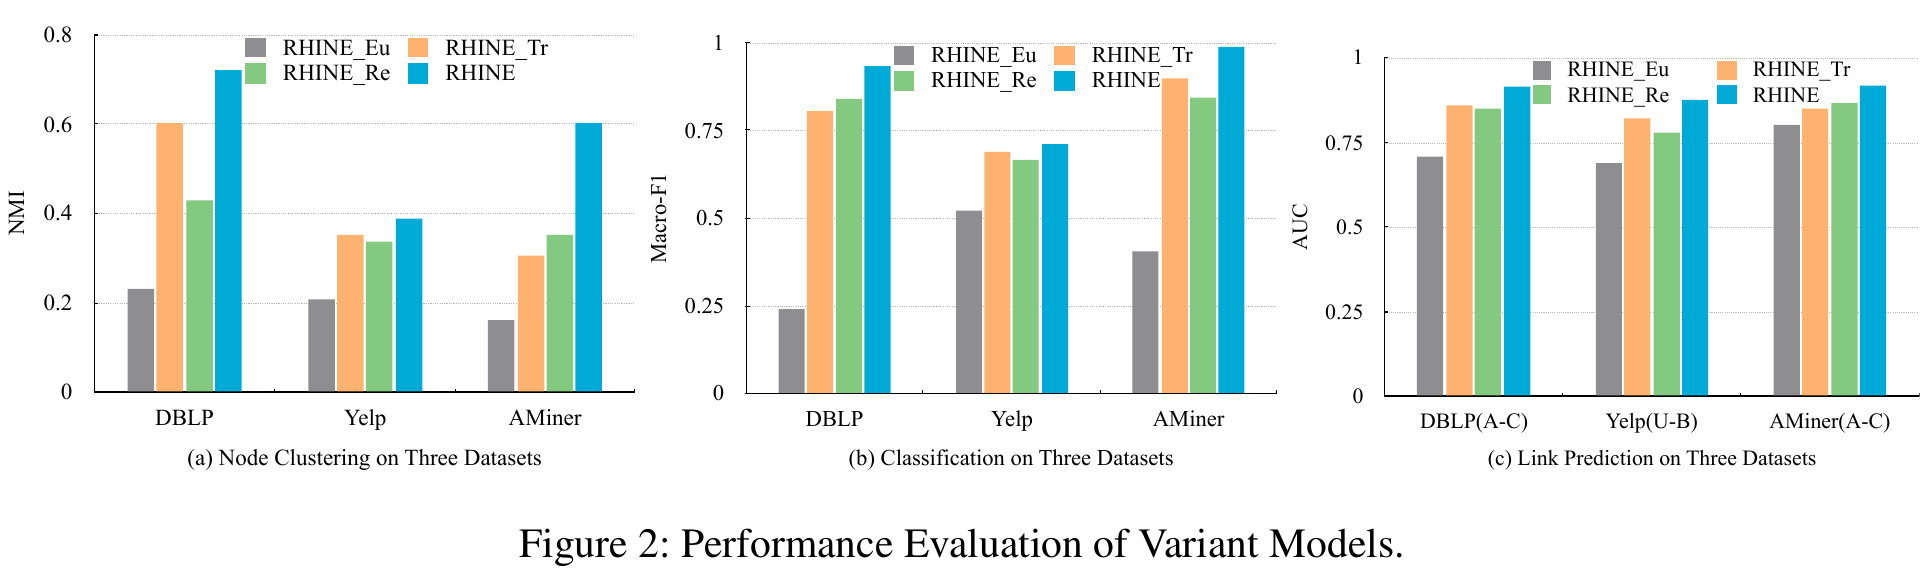 0.8
0.6
0.4
0.2
0
NMI
RHINE_Eu RHINE_Tr
RHINE_Re RHINE
DBLP Yelp AMiner
(a) Node Clustering on Three Datasets
1
0.75
0.5
0.25
0
Macro-F1
RHINE_Eu RHINE_Tr
RHINE_Re RHINE
DBLP Yelp AMiner
(b) Classification on Three Datasets
1
0.75
0.5
0.25
0
AUC
RHINE_Eu RHINE_Tr
RHINE_Re RHINE
DBLP(A-C) Yelp(U-B) AMiner(A-C)
(c) Link Prediction on Three Datasets
Figure 2: Performance Evaluation of Variant Models.